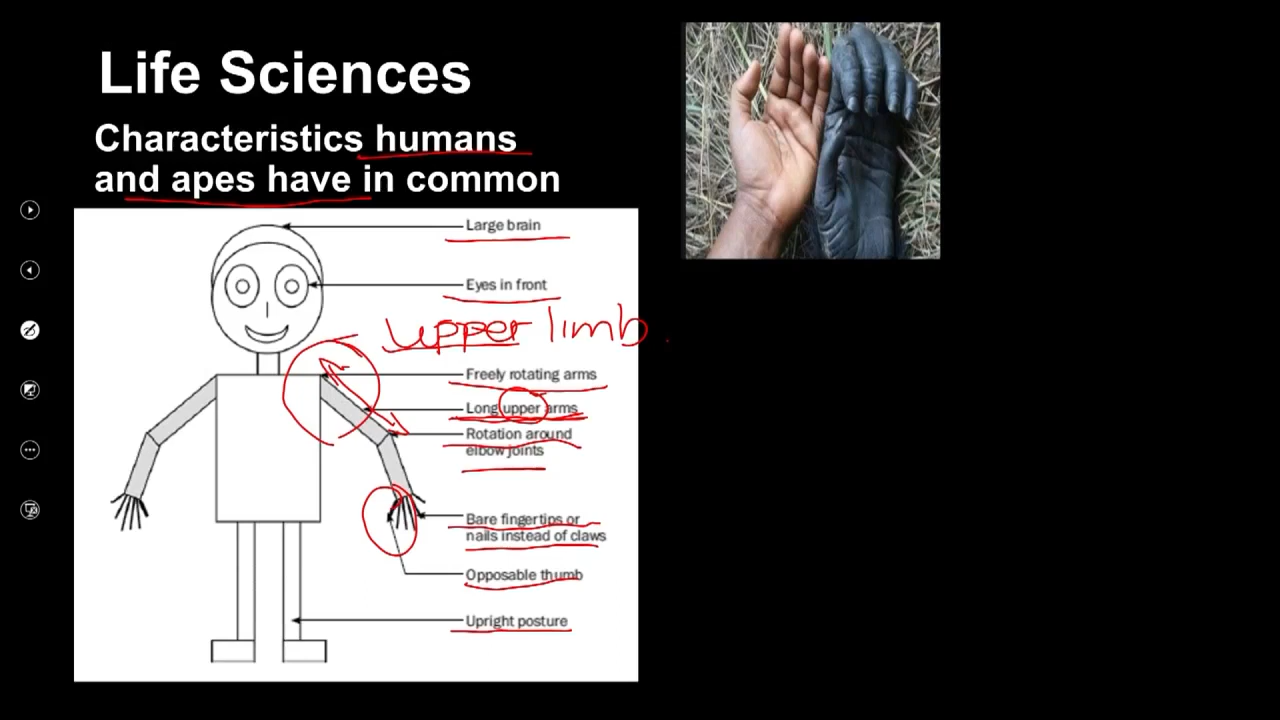 Life Sciences
Characteristics humans
and apes have in common
Large brain
Eyes in front
upper limb
Freely rotating arms
Long upper arms
Rotation around
elbow joints
Bare fingertips or
nails instead of claws
Opposable thumb
Upright posture